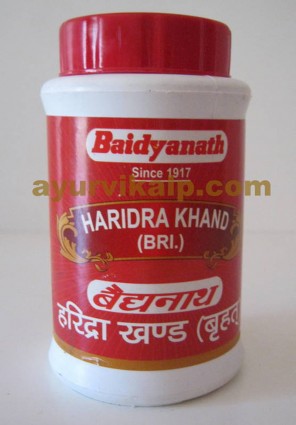 Baidyanath
Since 1917
ayurvikalp.com
HARIDRA KHAND
(BRI.)
बैद्यनाथ
हरिद्रा खण्ड (बृहत्